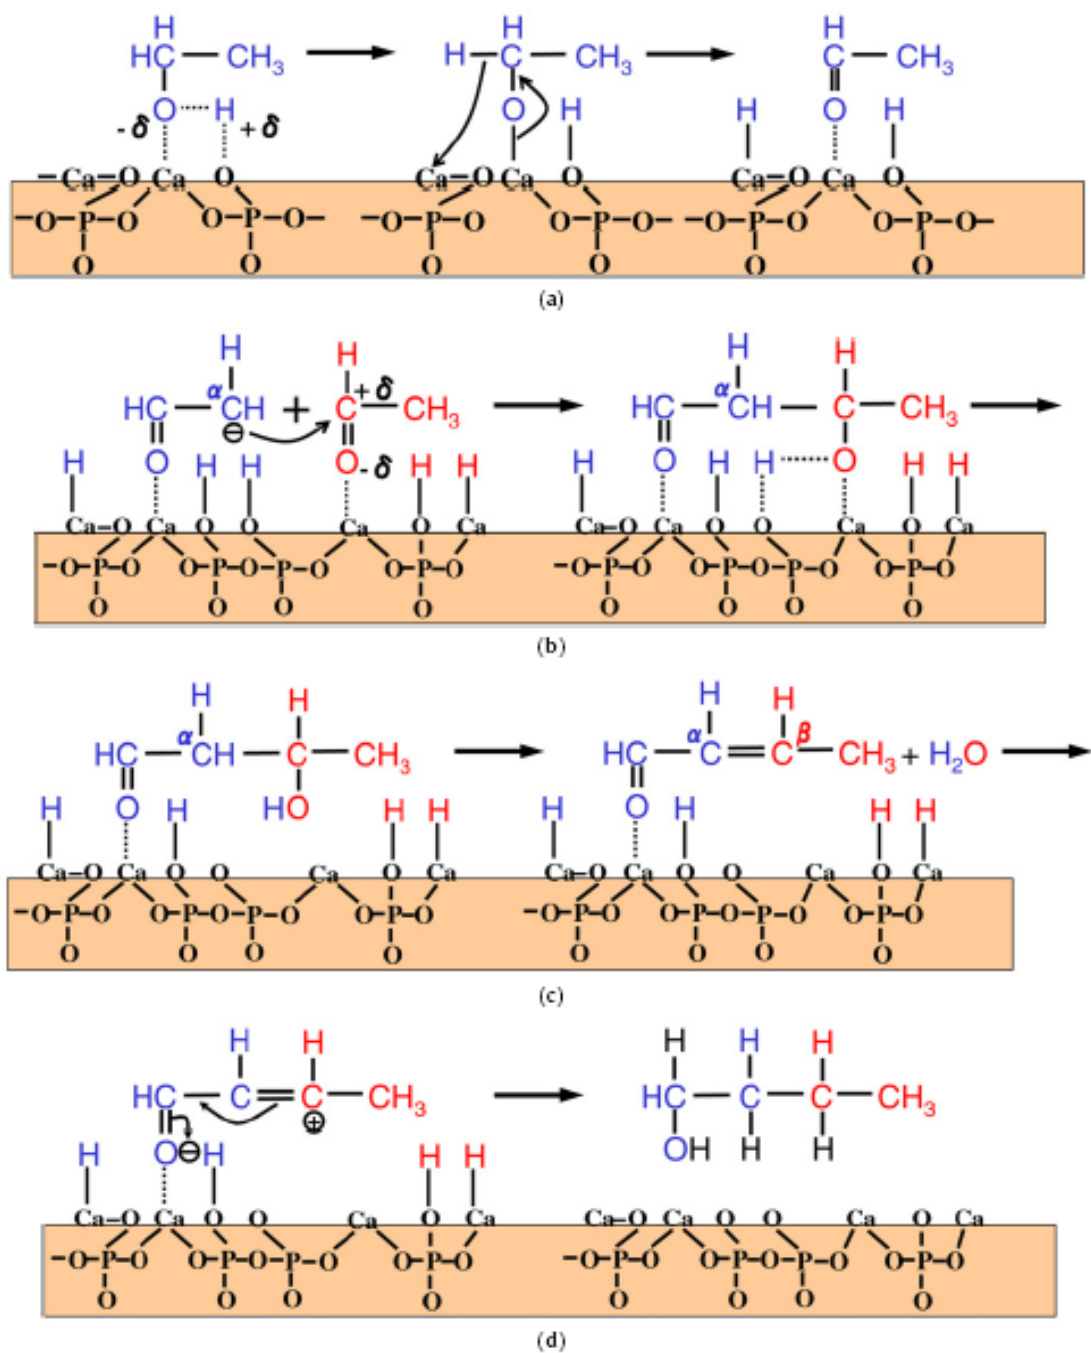 H H H
HC — CH₃ H — C — CH₃ C — CH₃
O H O H H O H
- δ + δ
–Ca–O Ca O Ca–O Ca O Ca–O Ca O
–O–P–O O–P–O– –O–P–O O–P–O– –O–P–O O–P–O–
O O O O O O
(a)
H H H H
α + δ α
HC — CH + C — CH₃ HC — CH — C — CH₃
⊖
H O H H O - δ H H H O H H O H H
Ca–O Ca O O Ca O Ca Ca–O Ca O O Ca O Ca
–O–P–O O–P–O–P–O O–P–O –O–P–O O–P–O–P–O O–P–O
O O O O O O O O
(b)
H H H H
α α β
HC — CH — C — CH₃ HC — C = C — CH₃ + H₂O
H O H HO H H H O H H H
Ca–O Ca O O Ca O Ca Ca–O Ca O O Ca O Ca
–O–P–O O–P–O–P–O O–P–O –O–P–O O–P–O–P–O O–P–O
O O O O O O O O
(c)
H H H H H
HC — C = C — CH₃ HC — C — C — CH₃
⊕
H O ⊖ H H H OH H H
Ca–O Ca O O Ca O Ca Ca–O Ca O O Ca O Ca
–O–P–O O–P–O–P–O O–P–O –O–P–O O–P–O–P–O O–P–O
O O O O O O O O
(d)